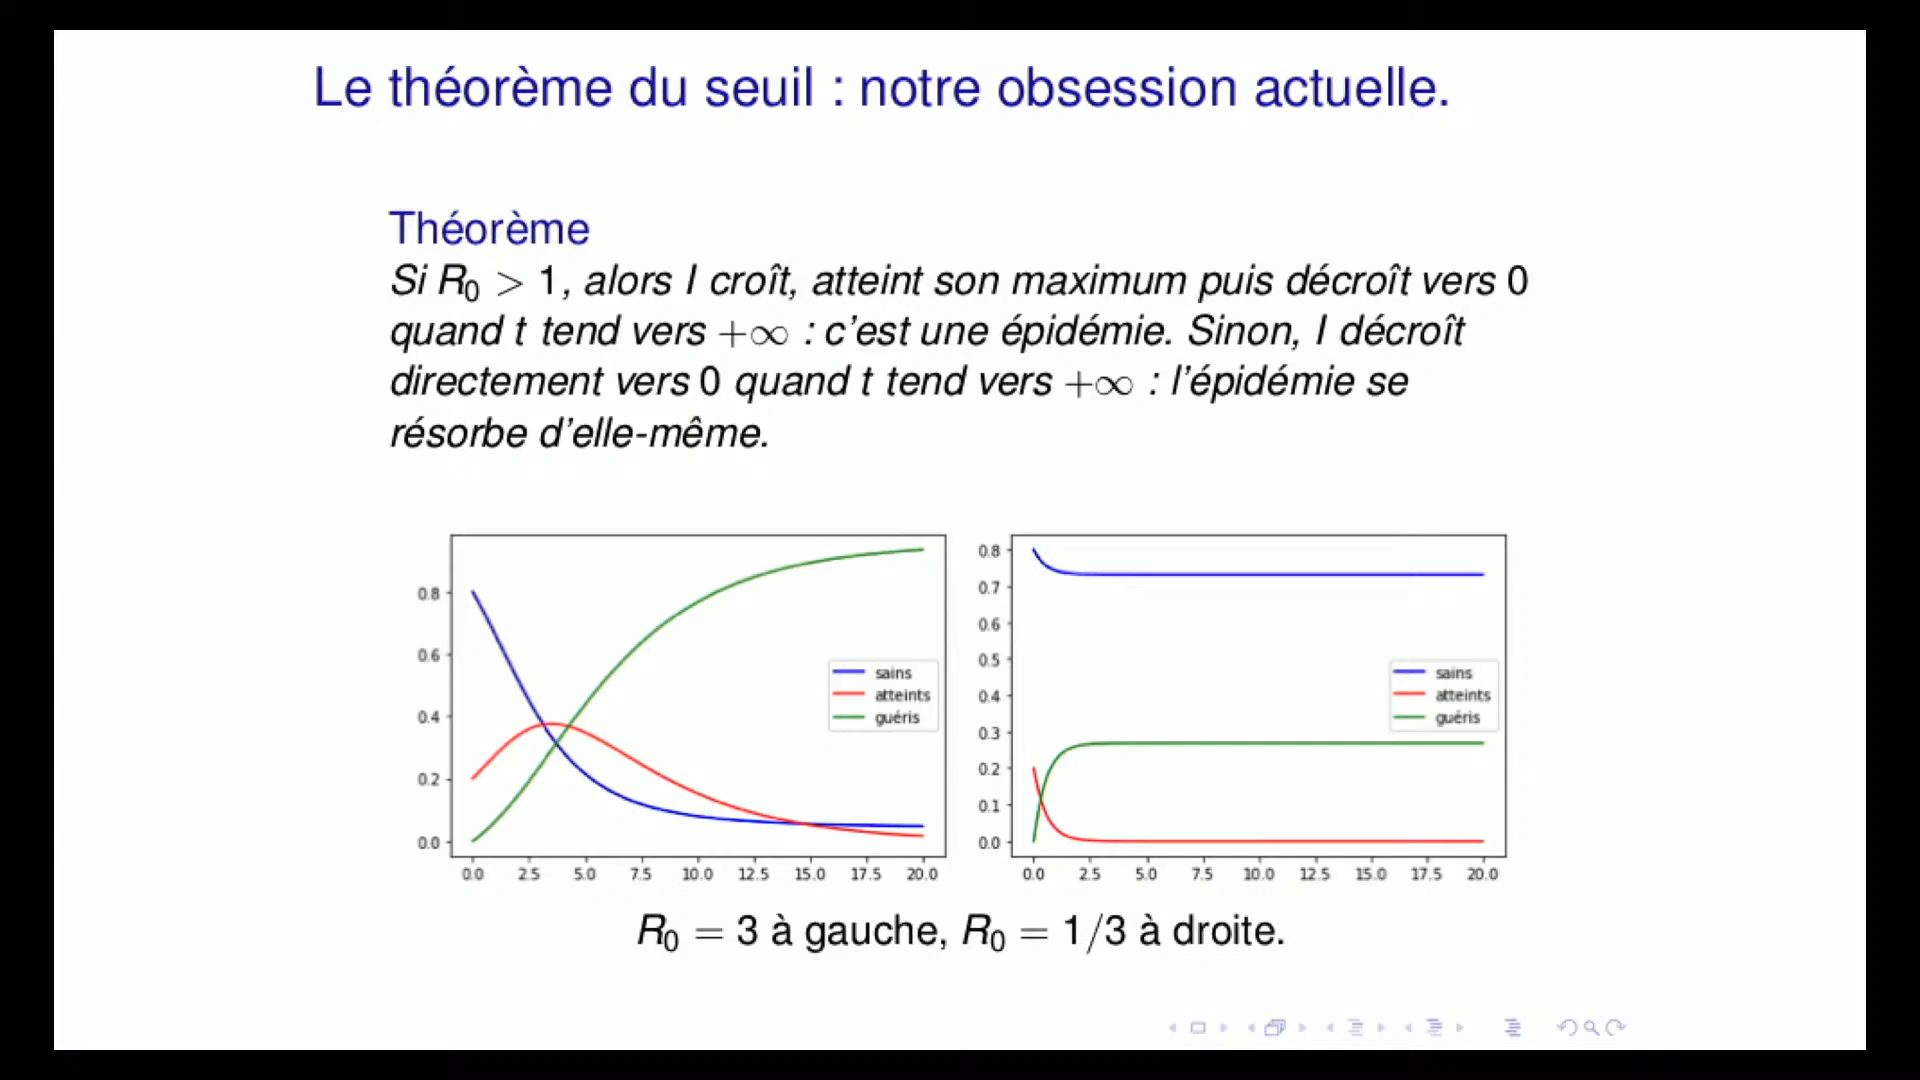 Le théorème du seuil : notre obsession actuelle.
Théorème
Si R₀ > 1, alors I croît, atteint son maximum puis décroît vers 0
quand t tend vers +∞ : c'est une épidémie. Sinon, I décroît
directement vers 0 quand t tend vers +∞ : l'épidémie se
résorbe d'elle-même.
0.8
0.6
0.4
0.2
0.0
0.0 2.5 5.0 7.5 10.0 12.5 15.0 17.5 20.0
sains
atteints
guéris
0.8
0.7
0.6
0.5
0.4
0.3
0.2
0.1
0.0
0.0 2.5 5.0 7.5 10.0 12.5 15.0 17.5 20.0
sains
atteints
guéris
R₀ = 3 à gauche, R₀ = 1/3 à droite.